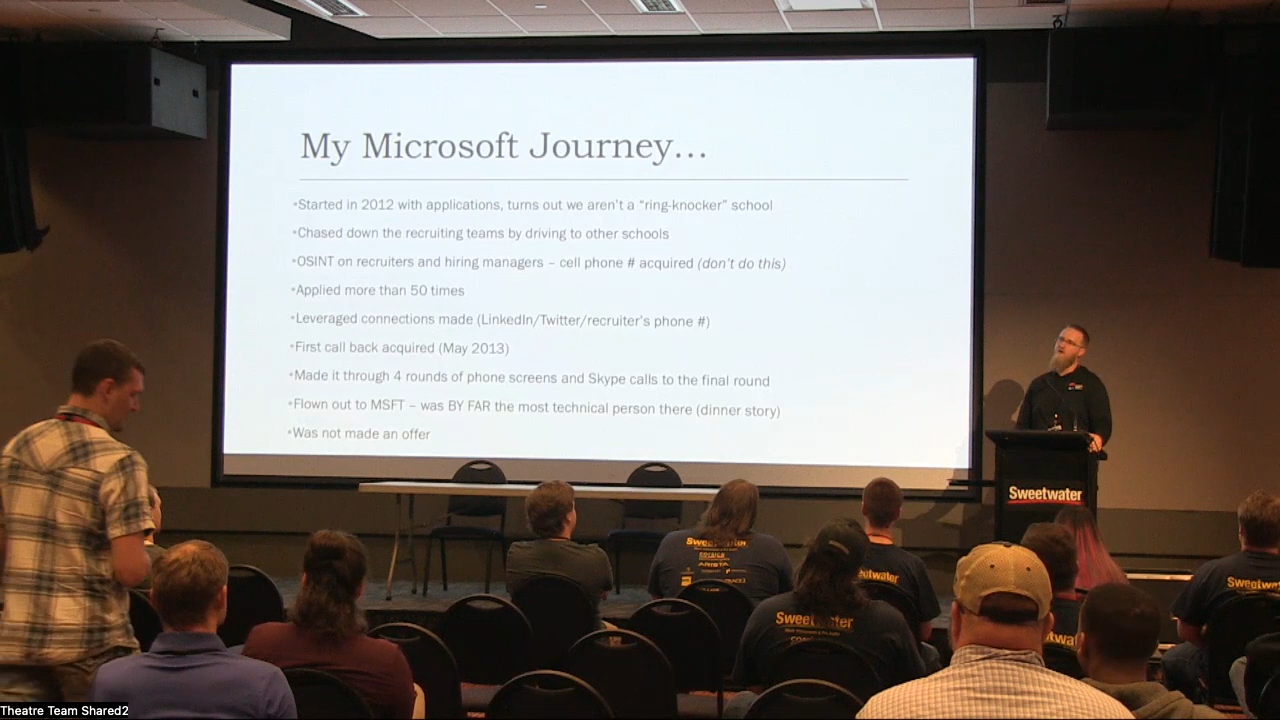 My Microsoft Journey…
•Started in 2012 with applications, turns out we aren't a “ring-knocker” school
•Chased down the recruiting teams by driving to other schools
•OSINT on recruiters and hiring managers – cell phone # acquired (don't do this)
•Applied more than 50 times
•Leveraged connections made (LinkedIn/Twitter/recruiter's phone #)
•First call back acquired (May 2013)
•Made it through 4 rounds of phone screens and Skype calls to the final round
•Flown out to MSFT – was BY FAR the most technical person there (dinner story)
•Was not made an offer
Sweetwater
Sweetwater
ARISTA
Sweetwater
Theatre Team Shared2